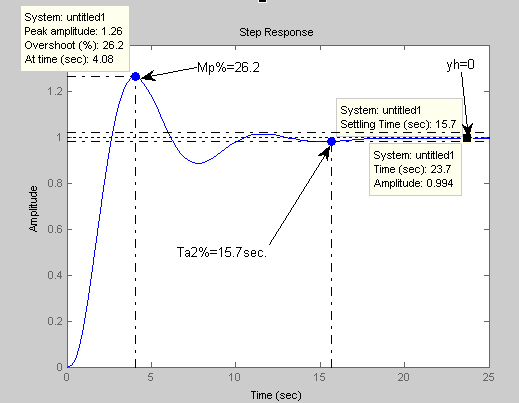 System: untitled1
Peak amplitude: 1.26
Overshoot (%): 26.2
At time (sec): 4.08
Step Response
Mp%=26.2
yh=0
System: untitled1
Settling Time (sec): 15.7
System: untitled1
Time (sec): 23.7
Amplitude: 0.994
Ta2%=15.7sec.
Amplitude
1.2
1
0.8
0.6
0.4
0.2
0
0
5
10
15
20
25
Time (sec)